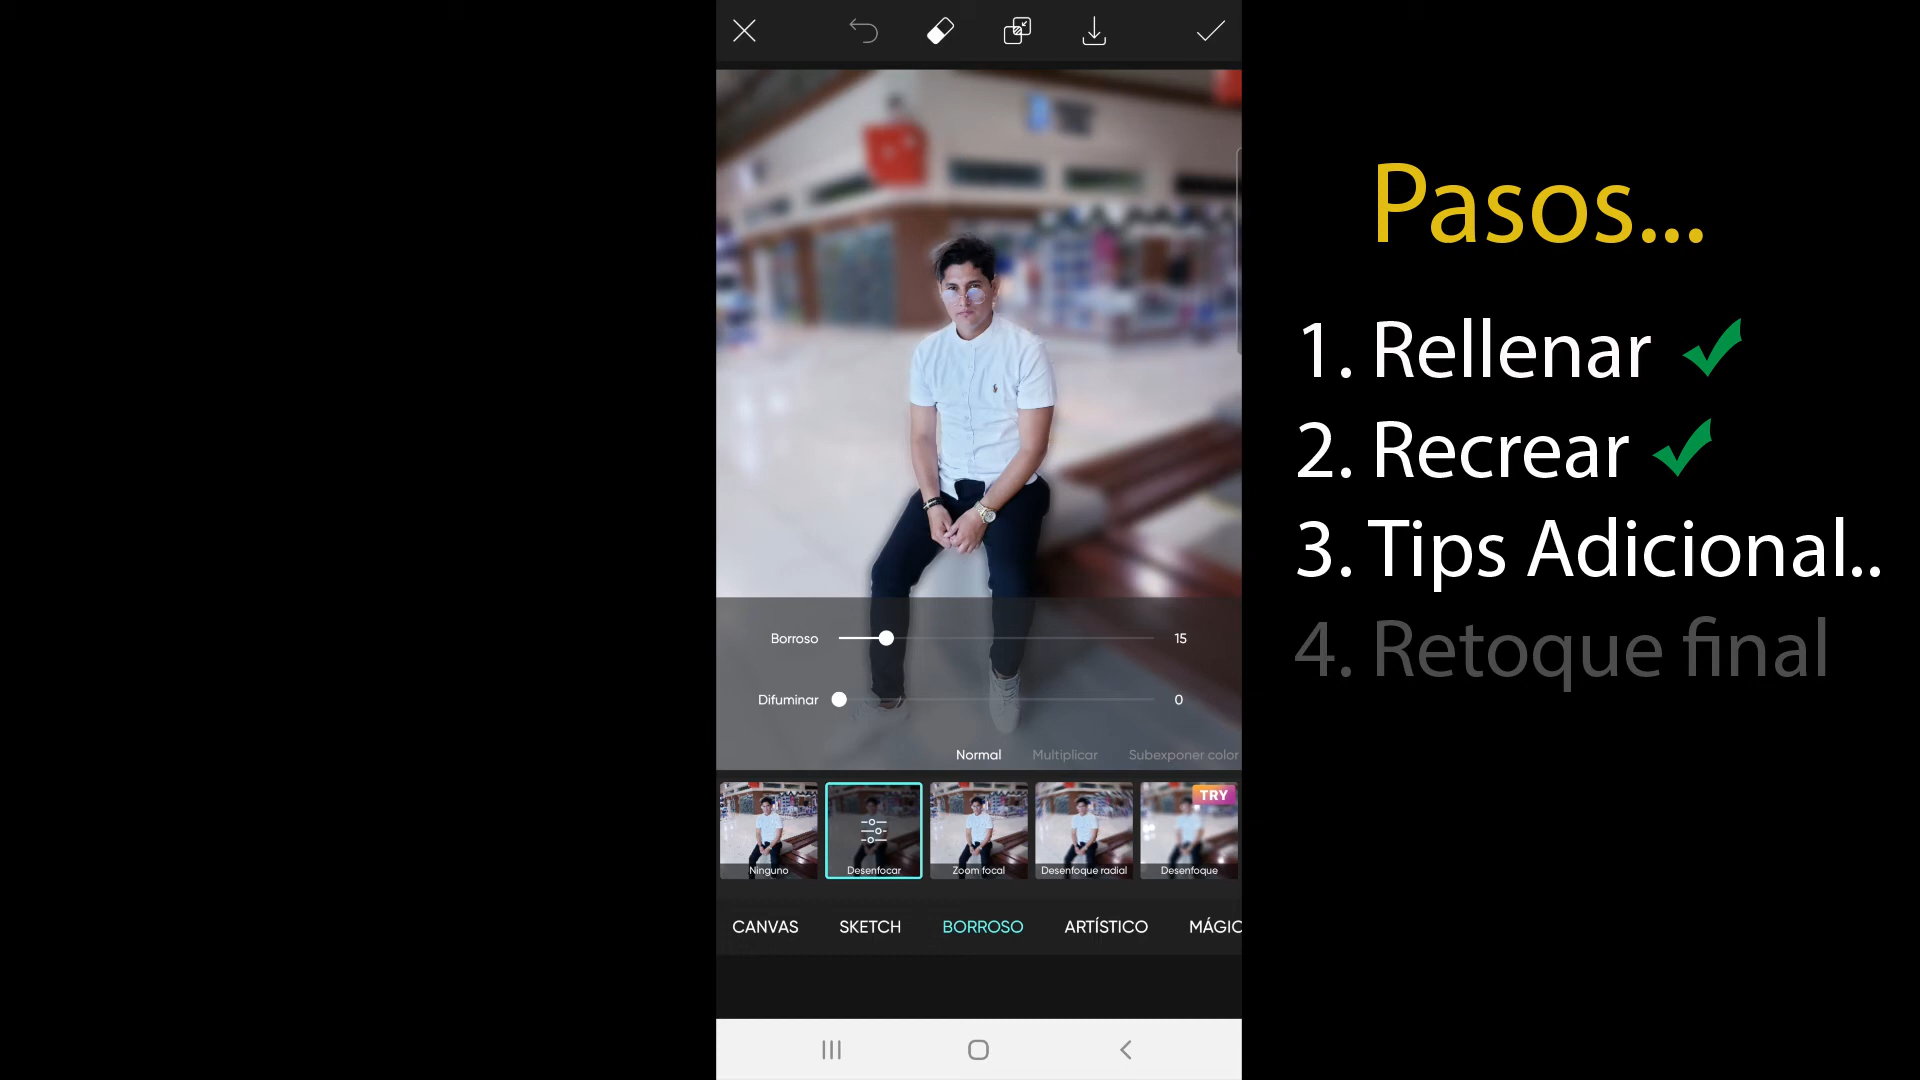 Pasos...
1. Rellenar
2. Recrear
3. Tips Adicional..
4. Retoque final
Borroso 15
Difuminar 0
Normal Multiplicar Subexponer color
TRY
Ninguno Desenfocar Zoom focal Desenfoque radial Desenfoque
CANVAS SKETCH BORROSO ARTÍSTICO MÁGIC